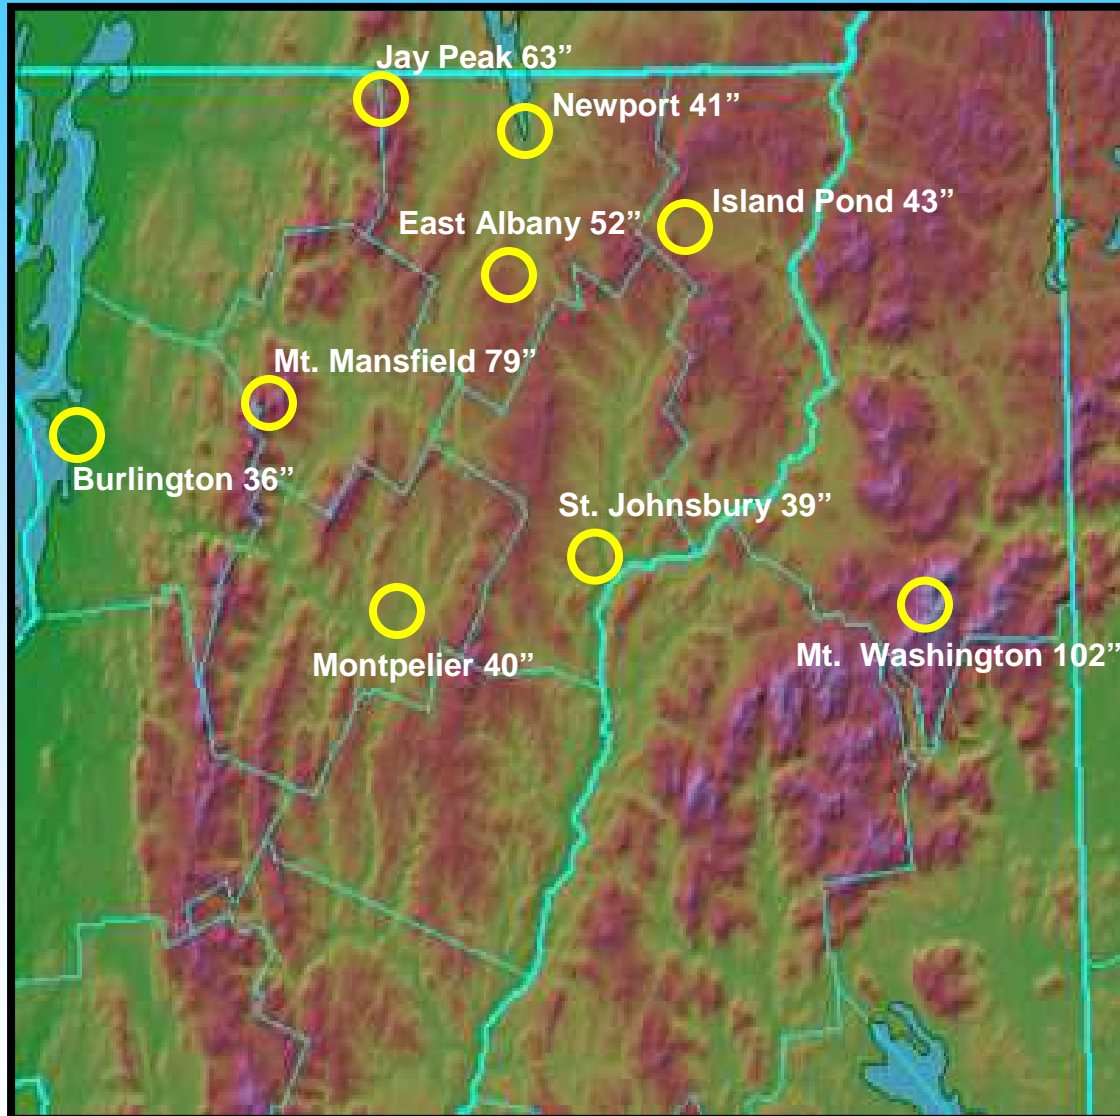 Jay Peak 63”
Newport 41”
Island Pond 43”
East Albany 52”
Mt. Mansfield 79”
Burlington 36”
St. Johnsbury 39”
Montpelier 40”
Mt. Washington 102”